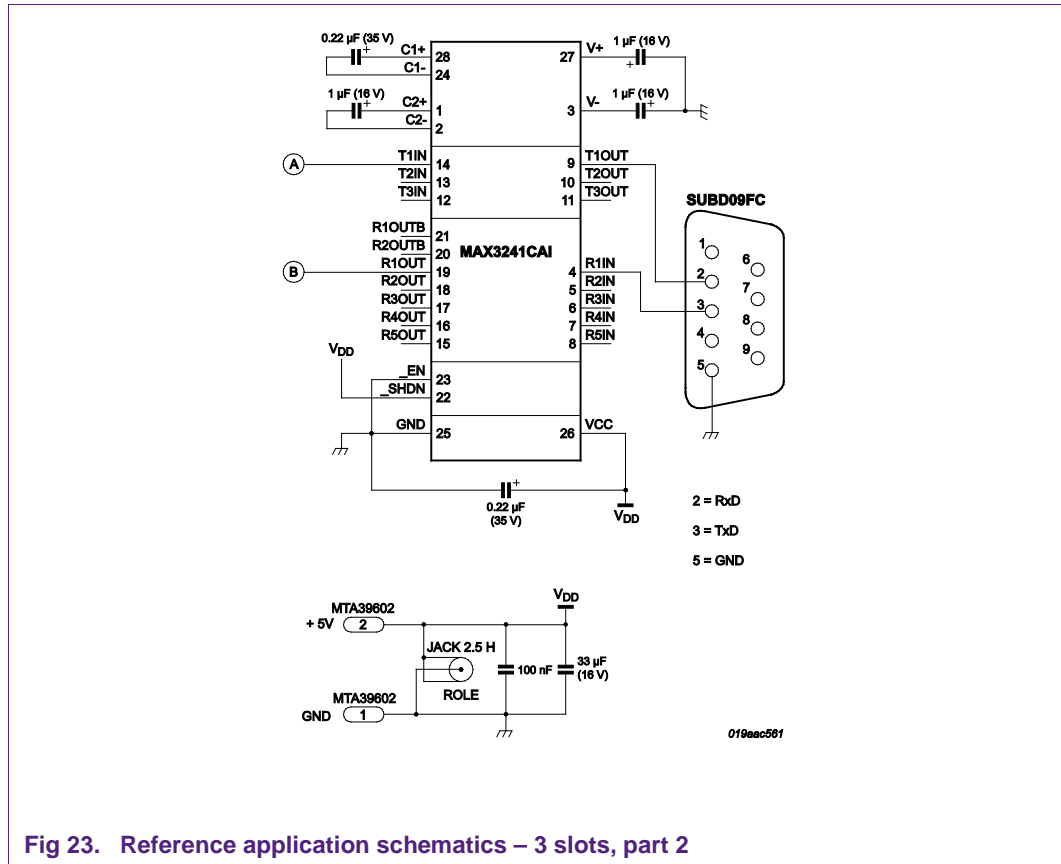 0.22 µF (35 V)
+
C1+
28
C1-
24
1 µF (16 V)
+
C2+
1
C2-
2
V+
27
1 µF (16 V)
+
V-
3
1 µF (16 V)
+
A
T1IN
14
T2IN
13
T3IN
12
T1OUT
9
T2OUT
10
T3OUT
11
R1OUTB
21
R2OUTB
20
B
R1OUT
19
R2OUT
18
R3OUT
17
R4OUT
16
R5OUT
15
MAX3241CAI
R1IN
4
R2IN
5
R3IN
6
R4IN
7
R5IN
8
SUBD09FC
1
2
3
4
5
6
7
8
9
VDD
_EN
23
_SHDN
22
GND
25
VCC
26
+
0.22 µF
(35 V)
VDD
2 = RxD
3 = TxD
5 = GND
MTA39602
+ 5V
2
JACK 2.5 H
ROLE
VDD
100 nF
33 µF
(16 V)
MTA39602
GND
1
019aac561
Fig 23. Reference application schematics – 3 slots, part 2